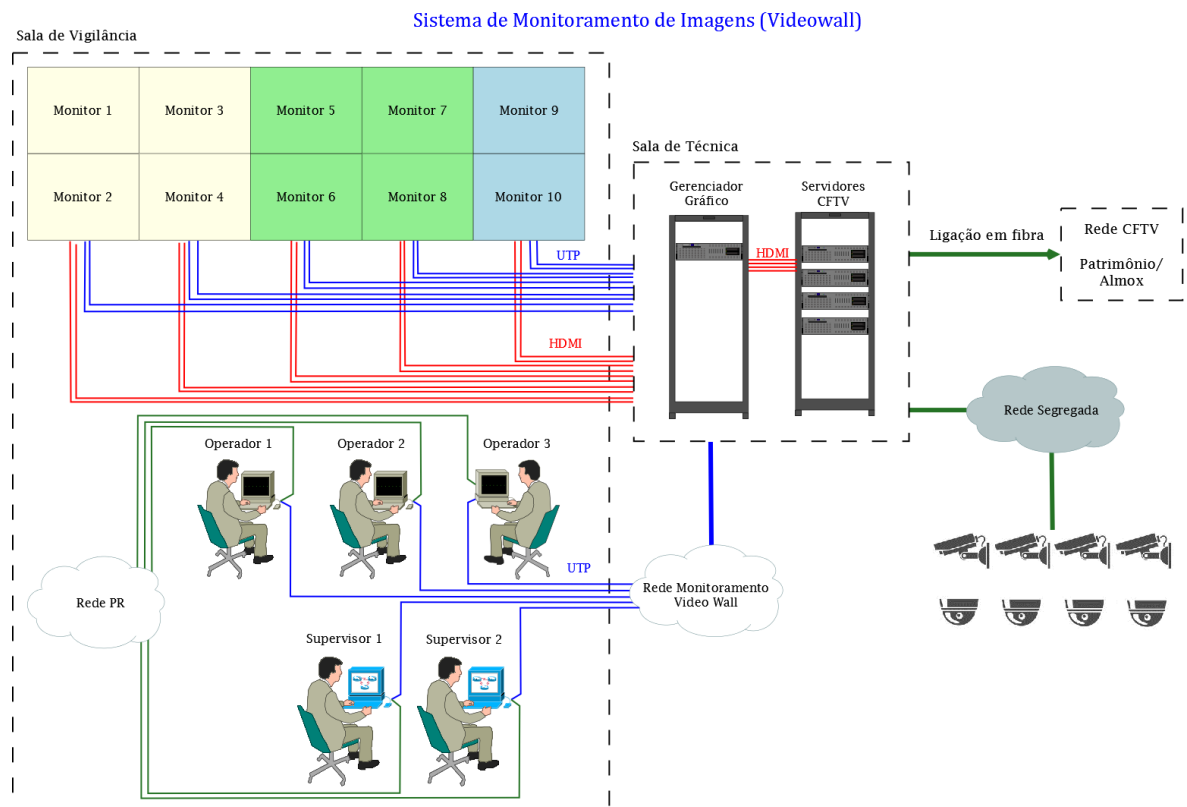 Sistema de Monitoramento de Imagens (Videowall)
Sala de Vigilância
Monitor 1
Monitor 3
Monitor 5
Monitor 7
Monitor 9
Monitor 2
Monitor 4
Monitor 6
Monitor 8
Monitor 10
UTP
HDMI
Sala de Técnica
Gerenciador
Gráfico
Servidores
CFTV
HDMI
Ligação em fibra
Rede CFTV
Patrimônio/
Almox
Rede Segregada
Operador 1
Operador 2
Operador 3
UTP
Rede PR
Rede Monitoramento
Video Wall
Supervisor 1
Supervisor 2